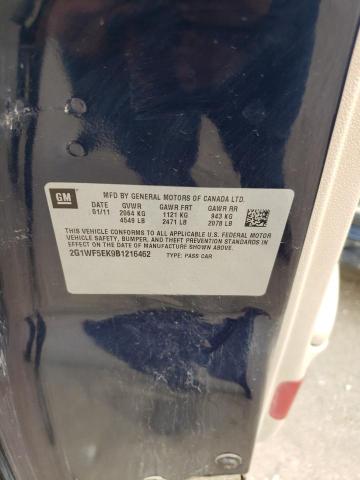 GM
MFD BY GENERAL MOTORS OF CANADA LTD.
DATE GVWR GAWR FRT GAWR RR
01/11 2064 KG 1121 KG 943 KG
4549 LB 2471 LB 2078 LB
THIS VEHICLE CONFORMS TO ALL APPLICABLE U.S. FEDERAL MOTOR
VEHICLE SAFETY, BUMPER, AND THEFT PREVENTION STANDARDS
IN EFFECT ON THE DATE OF MANUFACTURE SHOWN ABOVE.
2G1WF5EK9B1216462 TYPE: PASS CAR